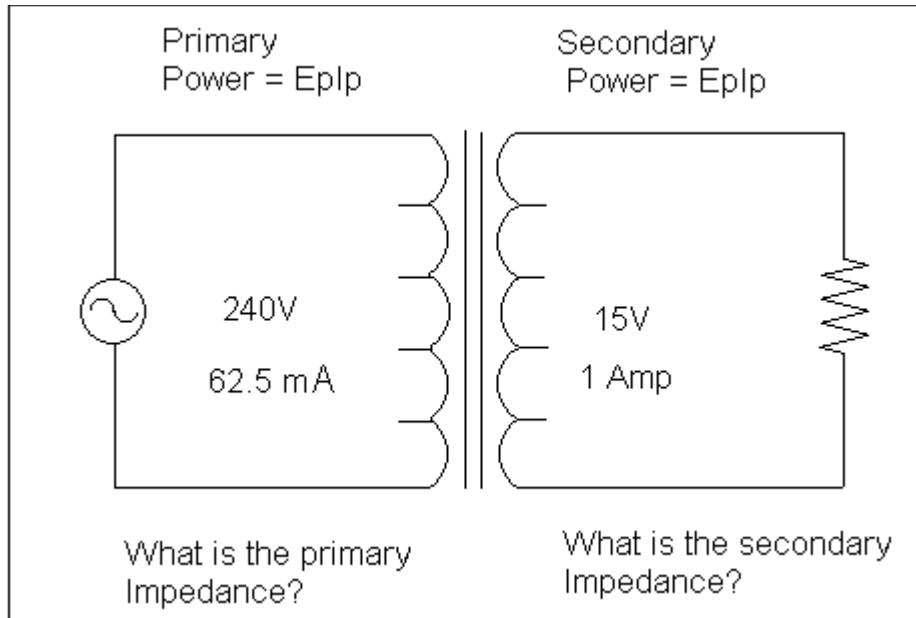 Primary
Power = EpIp
Secondary
Power = EpIp
240V
62.5 mA
15V
1 Amp
What is the primary
Impedance?
What is the secondary
Impedance?